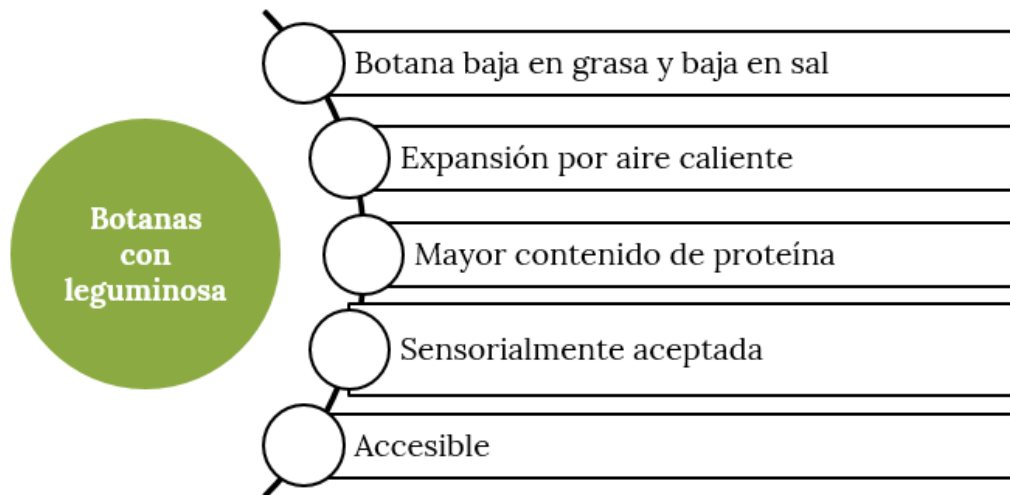 Botana baja en grasa y baja en sal
Expansión por aire caliente
Botanas
con
leguminosa
Mayor contenido de proteína
Sensorialmente aceptada
Accesible